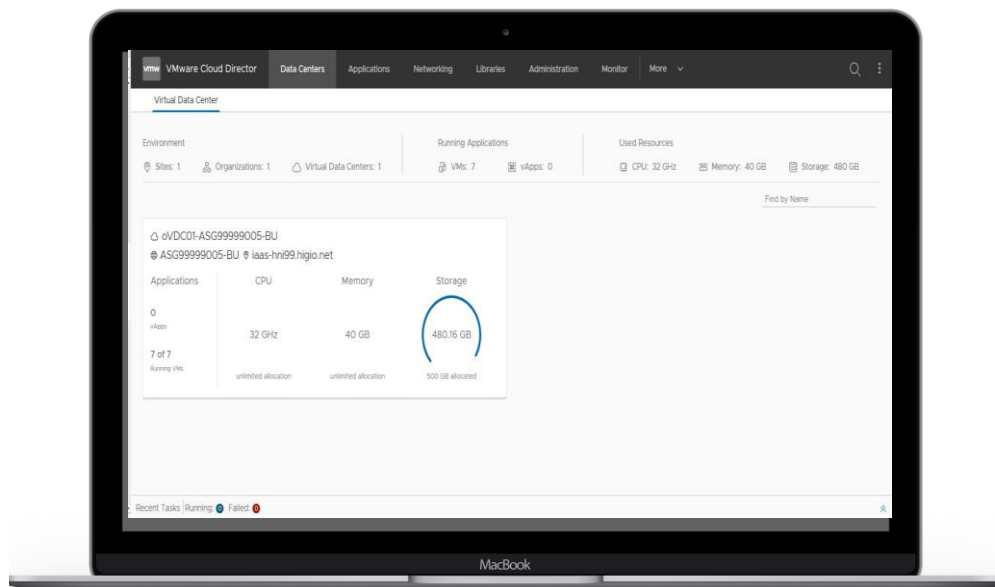 vmw VMware Cloud Director Data Centers Applications Networking Libraries Administration Monitor More
Virtual Data Center
Environment Running Applications Used Resources
Sites: 1 Organizations: 1 Virtual Data Centers: 1 VMs: 7 vApps: 0 CPU: 32 GHz Memory: 40 GB Storage: 480 GB
Find by Name
oVDC01-ASG99999005-BU
ASG99999005-BU iaas-hni99.higio.net
Applications CPU Memory Storage
0
vApps
32 GHz 40 GB 480.16 GB
7 of 7
Running VMs
unlimited allocation unlimited allocation 500 GB allocated
Recent Tasks Running: 0 Failed: 0
MacBook